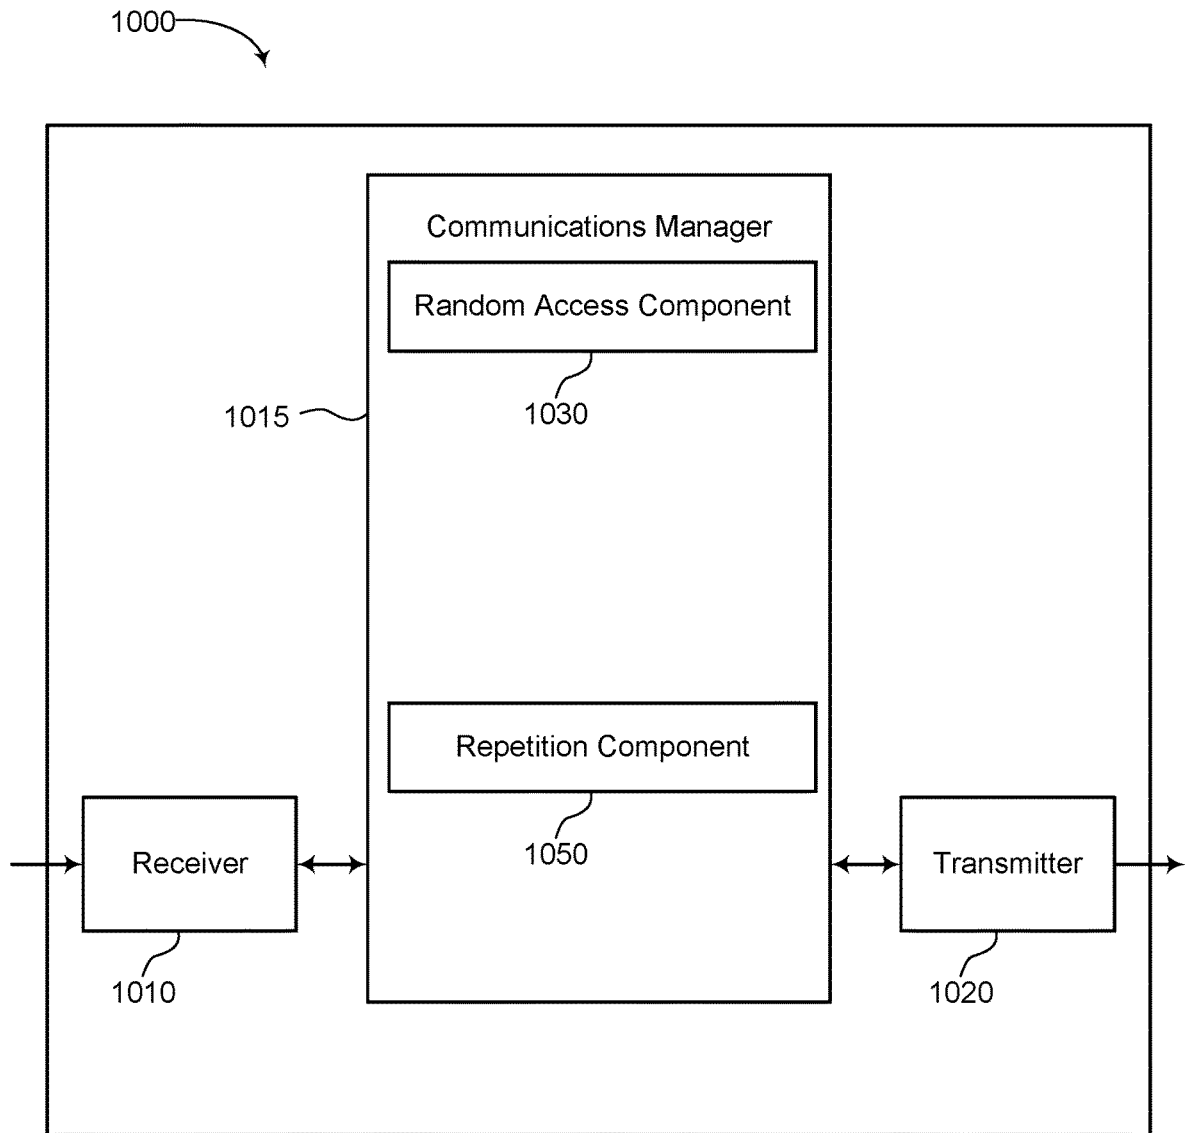 1000
Communications Manager
Random Access Component
1015
1030
Repetition Component
1050
Receiver
Transmitter
1010
1020